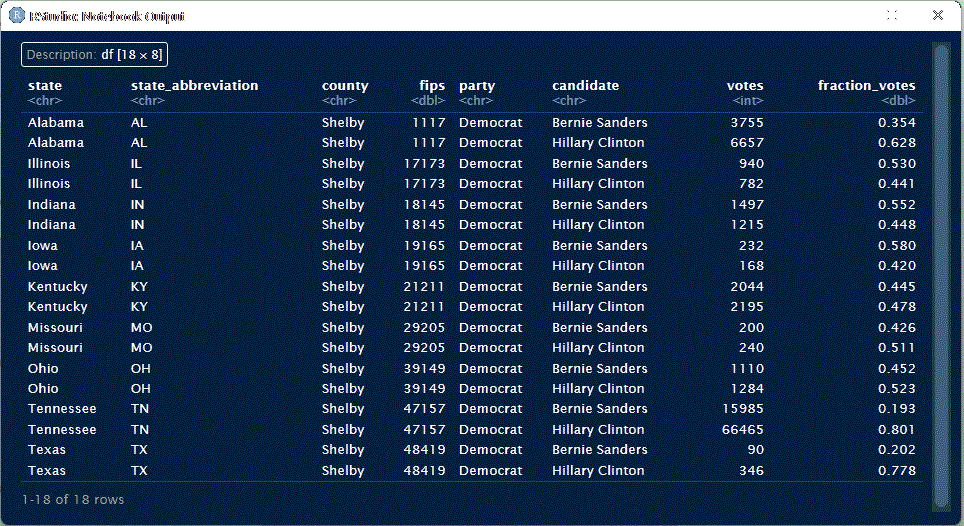 RStudio: Notebook Output
Description: df [18 × 8]
state state_abbreviation county fips party candidate votes fraction_votes
<chr> <chr> <chr> <dbl> <chr> <chr> <int> <dbl>
Alabama AL Shelby 1117 Democrat Bernie Sanders 3755 0.354
Alabama AL Shelby 1117 Democrat Hillary Clinton 6657 0.628
Illinois IL Shelby 17173 Democrat Bernie Sanders 940 0.530
Illinois IL Shelby 17173 Democrat Hillary Clinton 782 0.441
Indiana IN Shelby 18145 Democrat Bernie Sanders 1497 0.552
Indiana IN Shelby 18145 Democrat Hillary Clinton 1215 0.448
Iowa IA Shelby 19165 Democrat Bernie Sanders 232 0.580
Iowa IA Shelby 19165 Democrat Hillary Clinton 168 0.420
Kentucky KY Shelby 21211 Democrat Bernie Sanders 2044 0.445
Kentucky KY Shelby 21211 Democrat Hillary Clinton 2195 0.478
Missouri MO Shelby 29205 Democrat Bernie Sanders 200 0.426
Missouri MO Shelby 29205 Democrat Hillary Clinton 240 0.511
Ohio OH Shelby 39149 Democrat Bernie Sanders 1110 0.452
Ohio OH Shelby 39149 Democrat Hillary Clinton 1284 0.523
Tennessee TN Shelby 47157 Democrat Bernie Sanders 15985 0.193
Tennessee TN Shelby 47157 Democrat Hillary Clinton 66465 0.801
Texas TX Shelby 48419 Democrat Bernie Sanders 90 0.202
Texas TX Shelby 48419 Democrat Hillary Clinton 346 0.778
1-18 of 18 rows